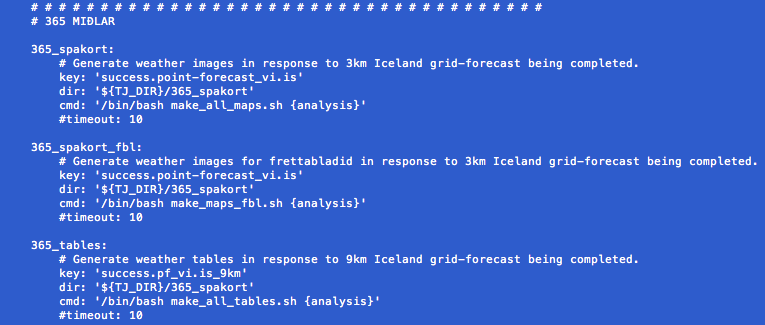 # # # # # # # # # # # # # # # # # # # # # # # # # # # # # # # # # # # # # #
# 365 MIÐLAR
365_spakort:
# Generate weather images in response to 3km Iceland grid-forecast being completed.
key: 'success.point-forecast_vi.is'
dir: '${TJ_DIR}/365_spakort'
cmd: '/bin/bash make_all_maps.sh {analysis}'
#timeout: 10
365_spakort_fbl:
# Generate weather images for frettabladid in response to 3km Iceland grid-forecast being completed.
key: 'success.point-forecast_vi.is'
dir: '${TJ_DIR}/365_spakort'
cmd: '/bin/bash make_maps_fbl.sh {analysis}'
#timeout: 10
365_tables:
# Generate weather tables in response to 9km Iceland grid-forecast being completed.
key: 'success.pf_vi.is_9km'
dir: '${TJ_DIR}/365_spakort'
cmd: '/bin/bash make_all_tables.sh {analysis}'
#timeout: 10